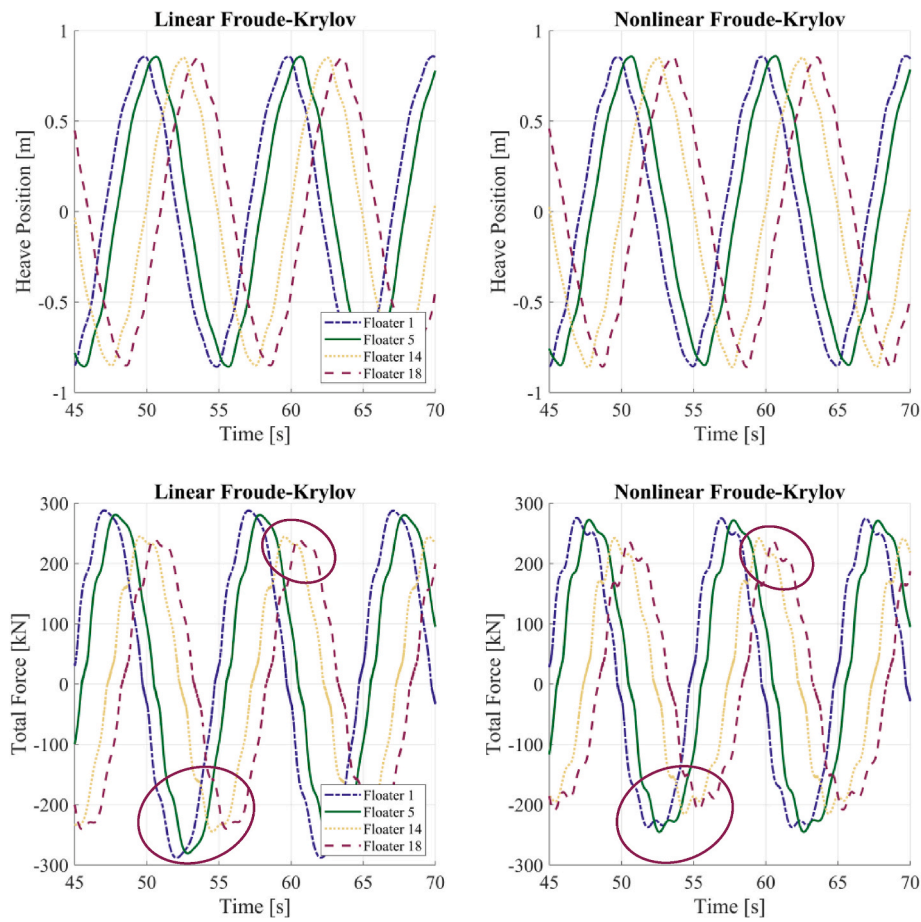 Linear Froude-Krylov
Nonlinear Froude-Krylov
1
0.5
0
-0.5
-1
Heave Position [m]
Floater 1
Floater 5
Floater 14
Floater 18
45 50 55 60 65 70
Time [s]
1
0.5
0
-0.5
-1
Heave Position [m]
45 50 55 60 65 70
Time [s]
Linear Froude-Krylov
Nonlinear Froude-Krylov
300
200
100
0
-100
-200
-300
Total Force [kN]
Floater 1
Floater 5
Floater 14
Floater 18
45 50 55 60 65 70
Time [s]
300
200
100
0
-100
-200
-300
Total Force [kN]
45 50 55 60 65 70
Time [s]